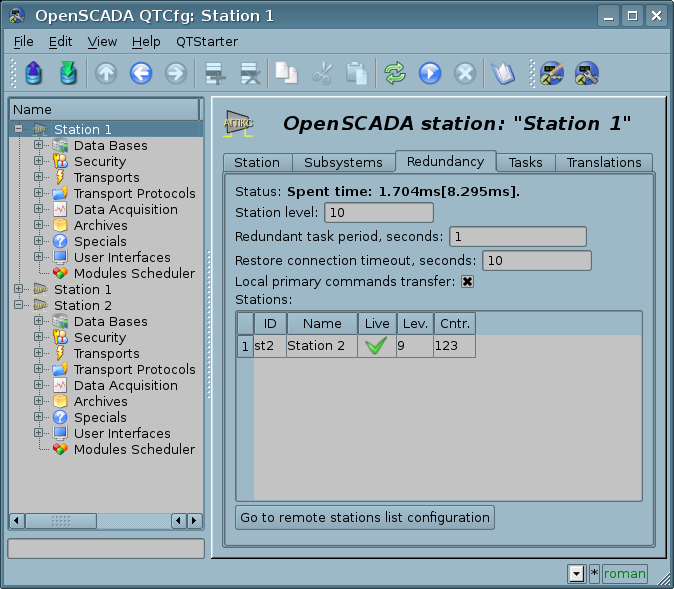 OpenSCADA QTCfg: Station 1
File Edit View Help QTStarter
Name
Station 1
Data Bases
Security
Transports
Transport Protocols
Data Acquisition
Archives
Specials
User Interfaces
Modules Scheduler
Station 1
Station 2
Data Bases
Security
Transports
Transport Protocols
Data Acquisition
Archives
Specials
User Interfaces
Modules Scheduler
OpenSCADA station: "Station 1"
Station Subsystems Redundancy Tasks Translations
Status: Spent time: 1.704ms[8.295ms].
Station level: 10
Redundant task period, seconds: 1
Restore connection timeout, seconds: 10
Local primary commands transfer:
Stations:
ID Name Live Lev. Cntr.
1 st2 Station 2 9 123
Go to remote stations list configuration
* roman